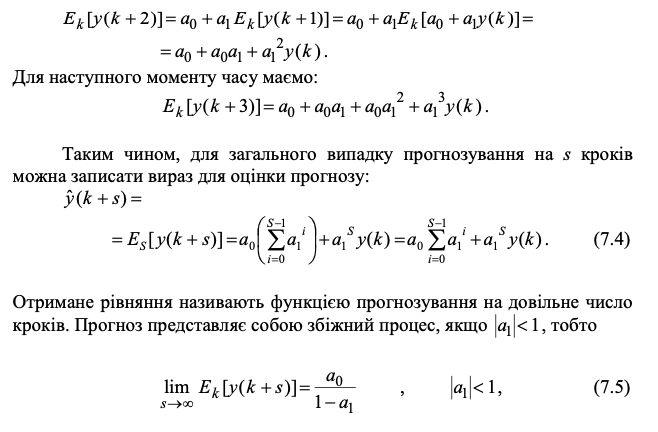 E_k[y(k+2)] = a_0 + a_1 E_k[y(k+1)] = a_0 + a_1 E_k[a_0 + a_1 y(k)] =
= a_0 + a_0 a_1 + a_1^2 y(k).
Для наступного моменту часу маємо:
E_k[y(k+3)] = a_0 + a_0 a_1 + a_0 a_1^2 + a_1^3 y(k).
Таким чином, для загального випадку прогнозування на s кроків
можна записати вираз для оцінки прогнозу:
ŷ(k+s) =
= E_S[y(k+s)] = a_0 (∑_{i=0}^{S−1} a_1^i) + a_1^S y(k) = a_0 ∑_{i=0}^{S−1} a_1^i + a_1^S y(k). (7.4)
Отримане рівняння називають функцією прогнозування на довільне число
кроків. Прогноз представляє собою збіжний процес, якщо |a_1| < 1, тобто
lim_{s→∞} E_k[y(k+s)] = a_0 / (1 − a_1) , |a_1| < 1, (7.5)